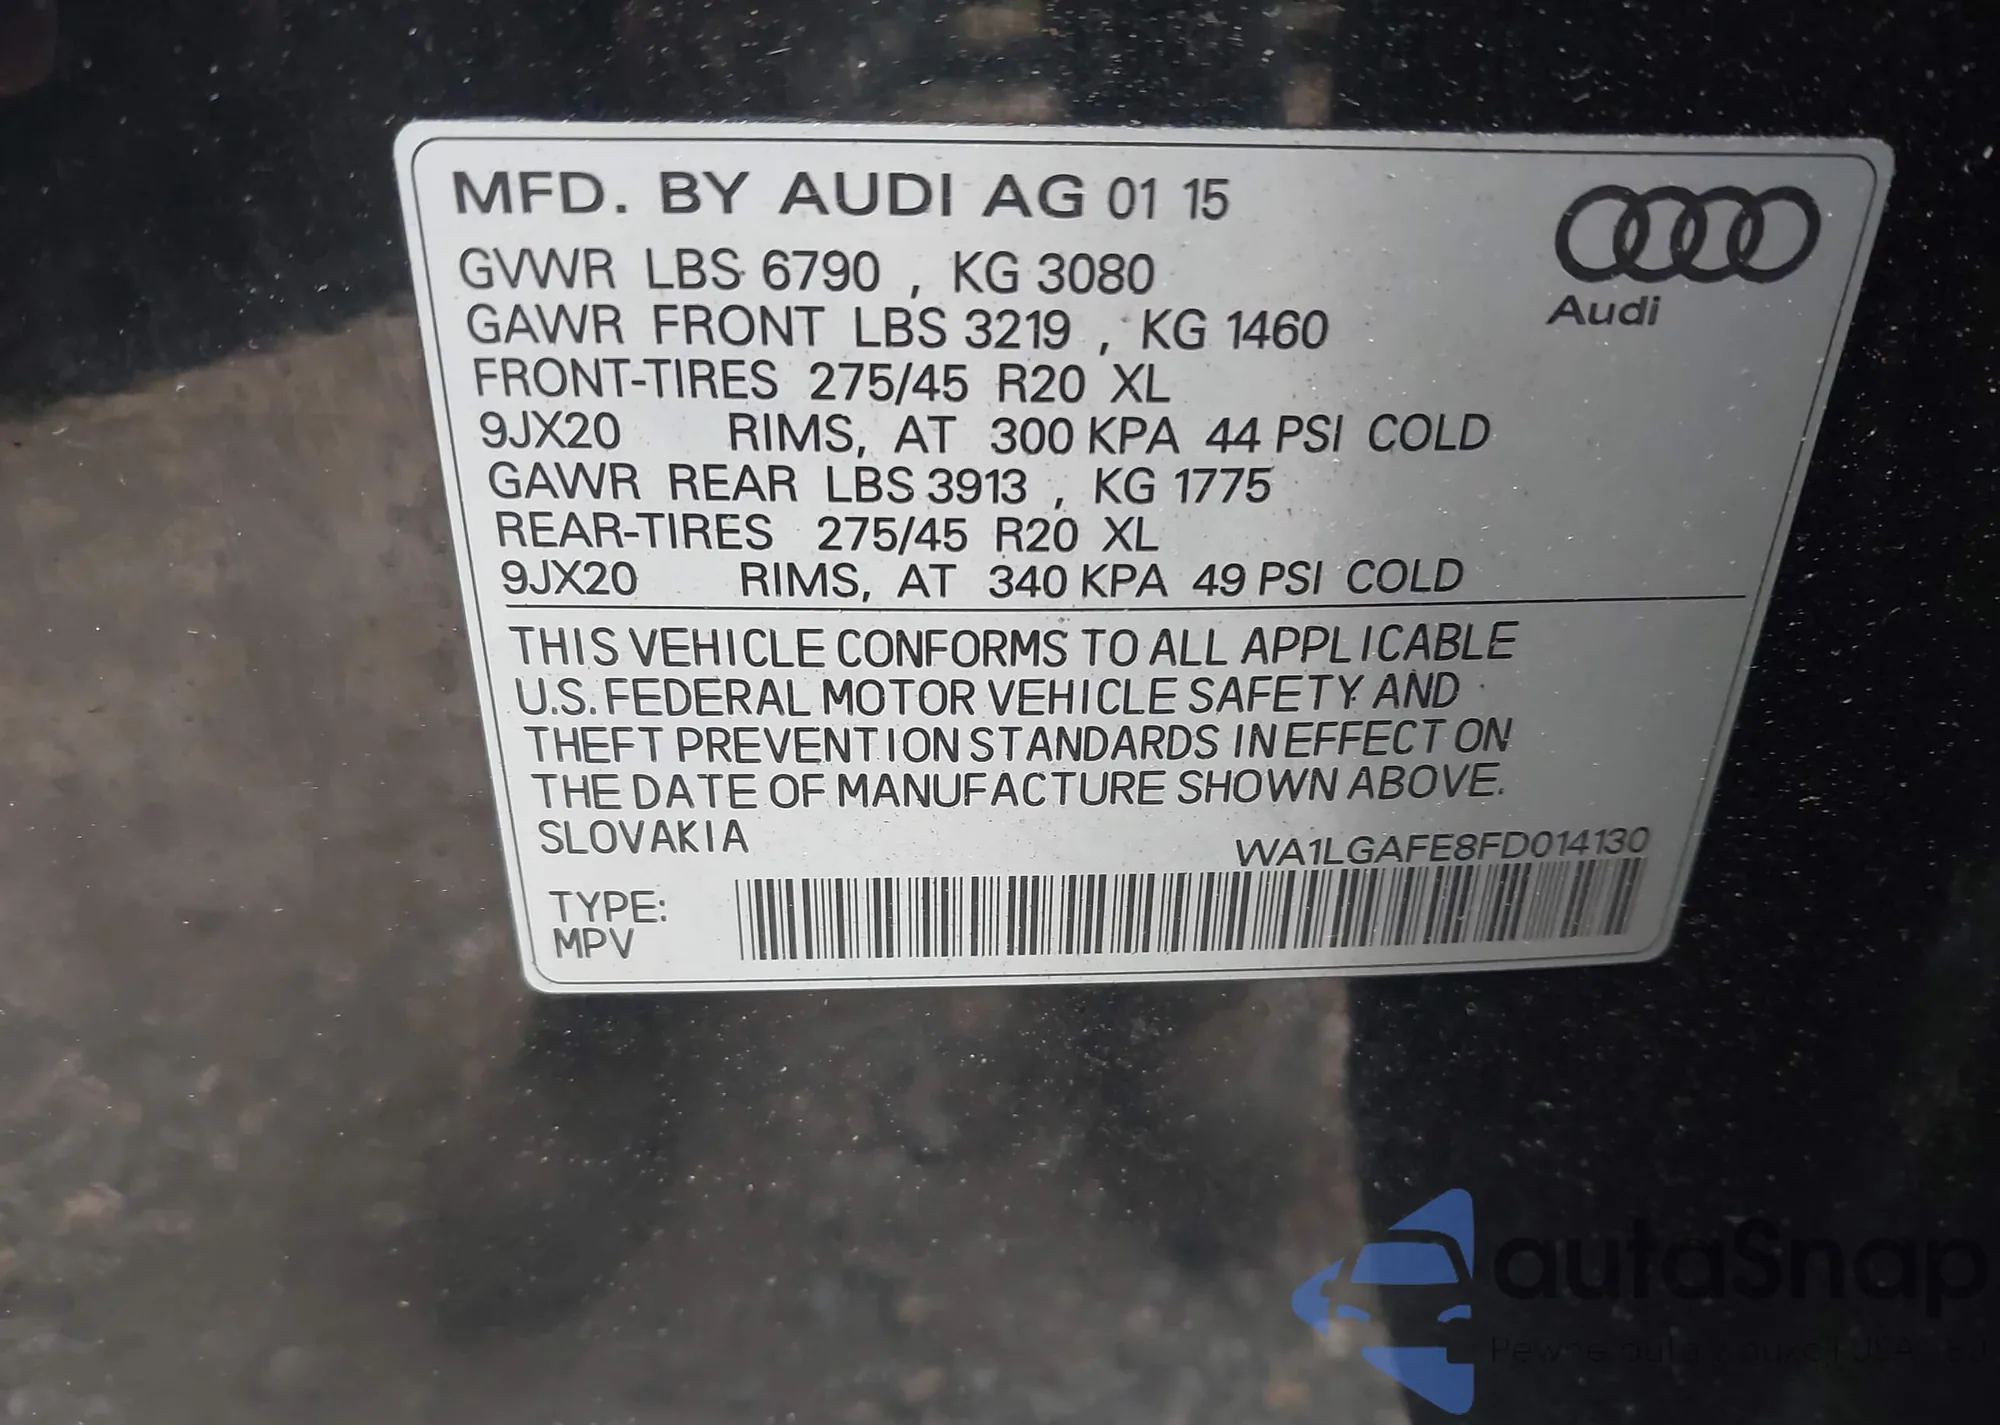 MFD. BY AUDI AG 01 15
GVWR LBS 6790 , KG 3080
GAWR FRONT LBS 3219 , KG 1460
FRONT-TIRES 275/45 R20 XL
9JX20 RIMS, AT 300 KPA 44 PSI COLD
GAWR REAR LBS 3913 , KG 1775
REAR-TIRES 275/45 R20 XL
9JX20 RIMS, AT 340 KPA 49 PSI COLD
Audi
THIS VEHICLE CONFORMS TO ALL APPLICABLE
U.S. FEDERAL MOTOR VEHICLE SAFETY AND
THEFT PREVENTION STANDARDS IN EFFECT ON
THE DATE OF MANUFACTURE SHOWN ABOVE.
SLOVAKIA
WA1LGAFE8FD014130
TYPE:
MPV
autaSnap